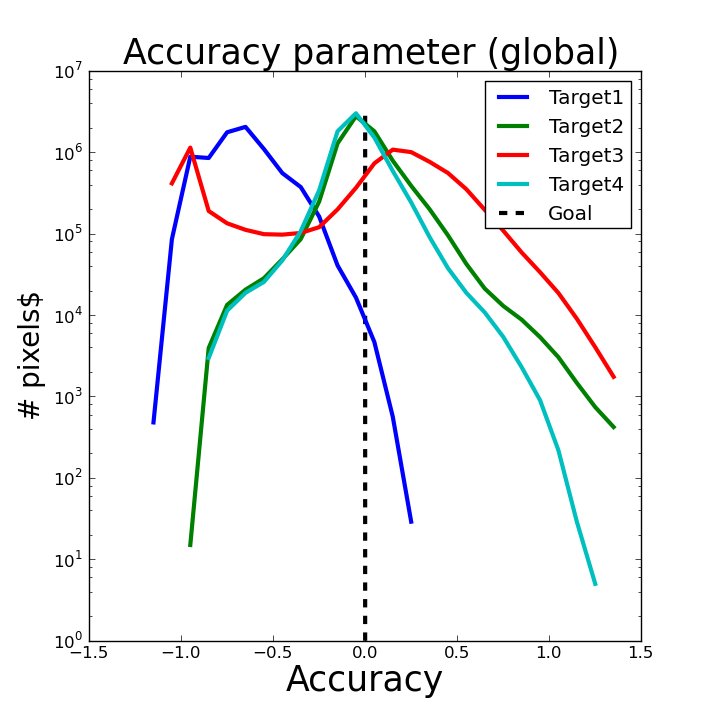 Accuracy parameter (global)
10^7
10^6
10^5
10^4
10^3
10^2
10^1
10^0
# pixels$
Target1
Target2
Target3
Target4
Goal
−1.5 −1.0 −0.5 0.0 0.5 1.0 1.5
Accuracy